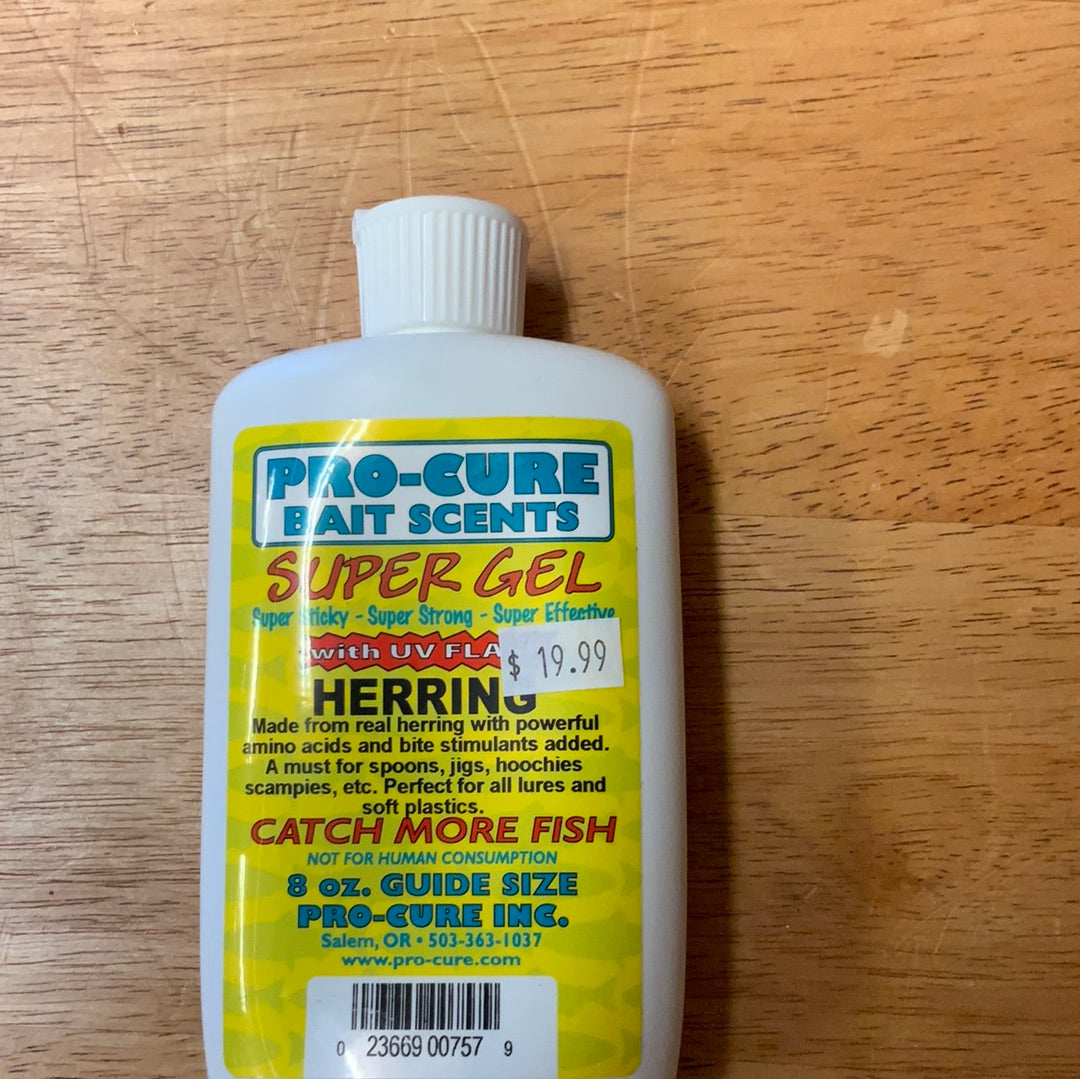 PRO-CURE
BAIT SCENTS
SUPER GEL
Super Sticky - Super Strong - Super Effective
with UV FLA
$ 19.99
HERRING
Made from real herring with powerful
amino acids and bite stimulants added.
A must for spoons, jigs, hoochies
scampies, etc. Perfect for all lures and
soft plastics.
CATCH MORE FISH
NOT FOR HUMAN CONSUMPTION
8 oz. GUIDE SIZE
PRO-CURE INC.
Salem, OR • 503-363-1037
www.pro-cure.com
0 23669 00757 9